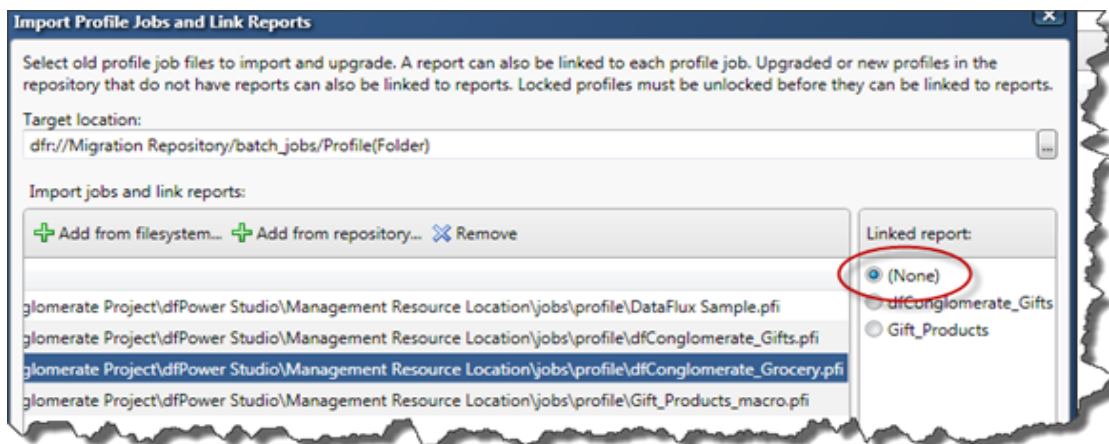 Import Profile Jobs and Link Reports
Select old profile job files to import and upgrade. A report can also be linked to each profile job. Upgraded or new profiles in the
repository that do not have reports can also be linked to reports. Locked profiles must be unlocked before they can be linked to reports.
Target location:
dfr://Migration Repository/batch_jobs/Profile(Folder)
...
Import jobs and link reports:
Add from filesystem... Add from repository... Remove
glomerate Project\dfPower Studio\Management Resource Location\jobs\profile\DataFlux Sample.pfi
glomerate Project\dfPower Studio\Management Resource Location\jobs\profile\dfConglomerate_Gifts.pfi
glomerate Project\dfPower Studio\Management Resource Location\jobs\profile\dfConglomerate_Grocery.pfi
glomerate Project\dfPower Studio\Management Resource Location\jobs\profile\Gift_Products_macro.pfi
Linked report:
(None)
dfConglomerate_Gifts
Gift_Products